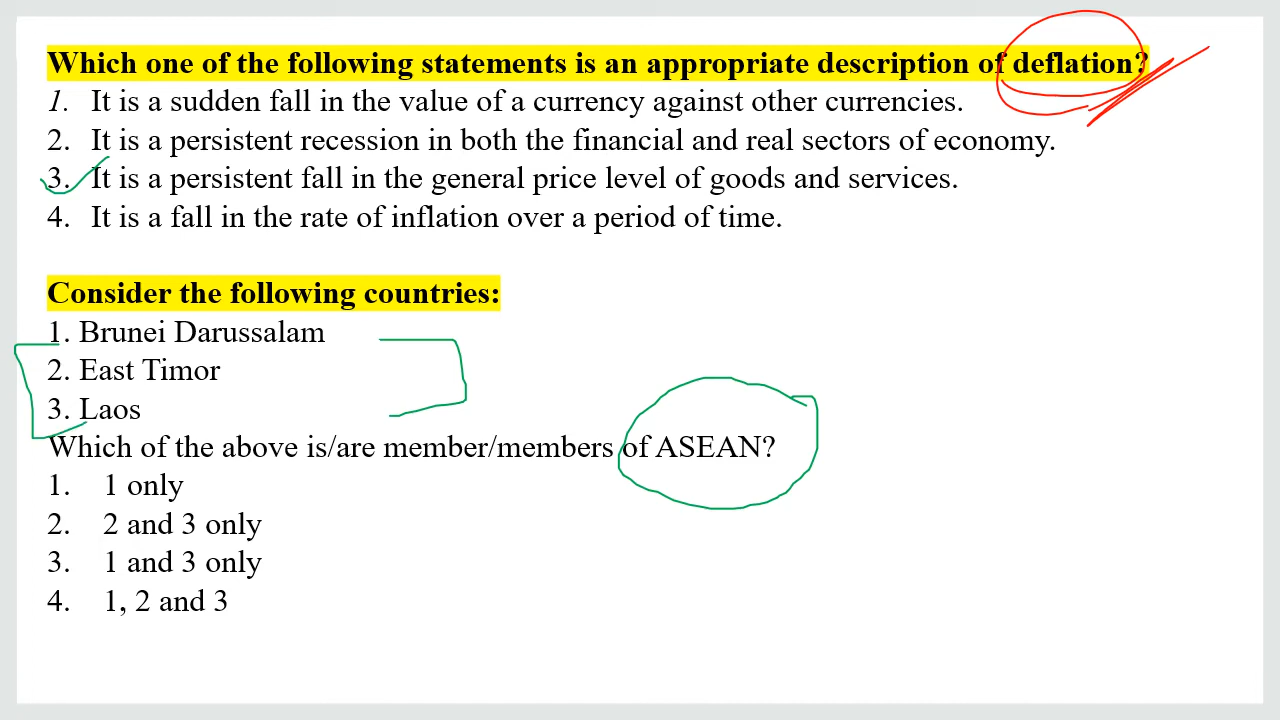 Which one of the following statements is an appropriate description of deflation?
1. It is a sudden fall in the value of a currency against other currencies.
2. It is a persistent recession in both the financial and real sectors of economy.
3. It is a persistent fall in the general price level of goods and services.
4. It is a fall in the rate of inflation over a period of time.
Consider the following countries:
1. Brunei Darussalam
2. East Timor
3. Laos
Which of the above is/are member/members of ASEAN?
1. 1 only
2. 2 and 3 only
3. 1 and 3 only
4. 1, 2 and 3